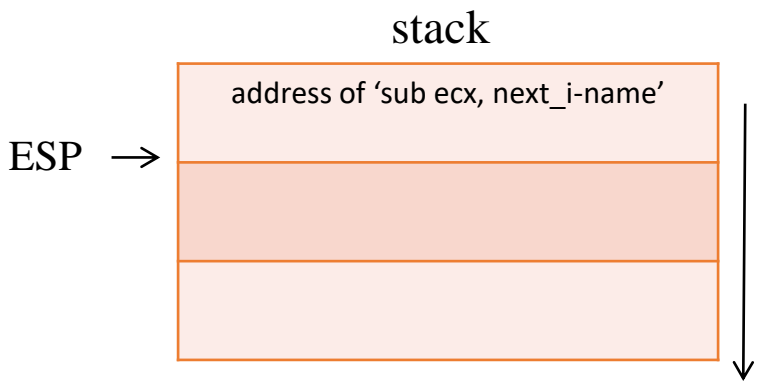 stack
address of ‘sub ecx, next_i-name’
ESP